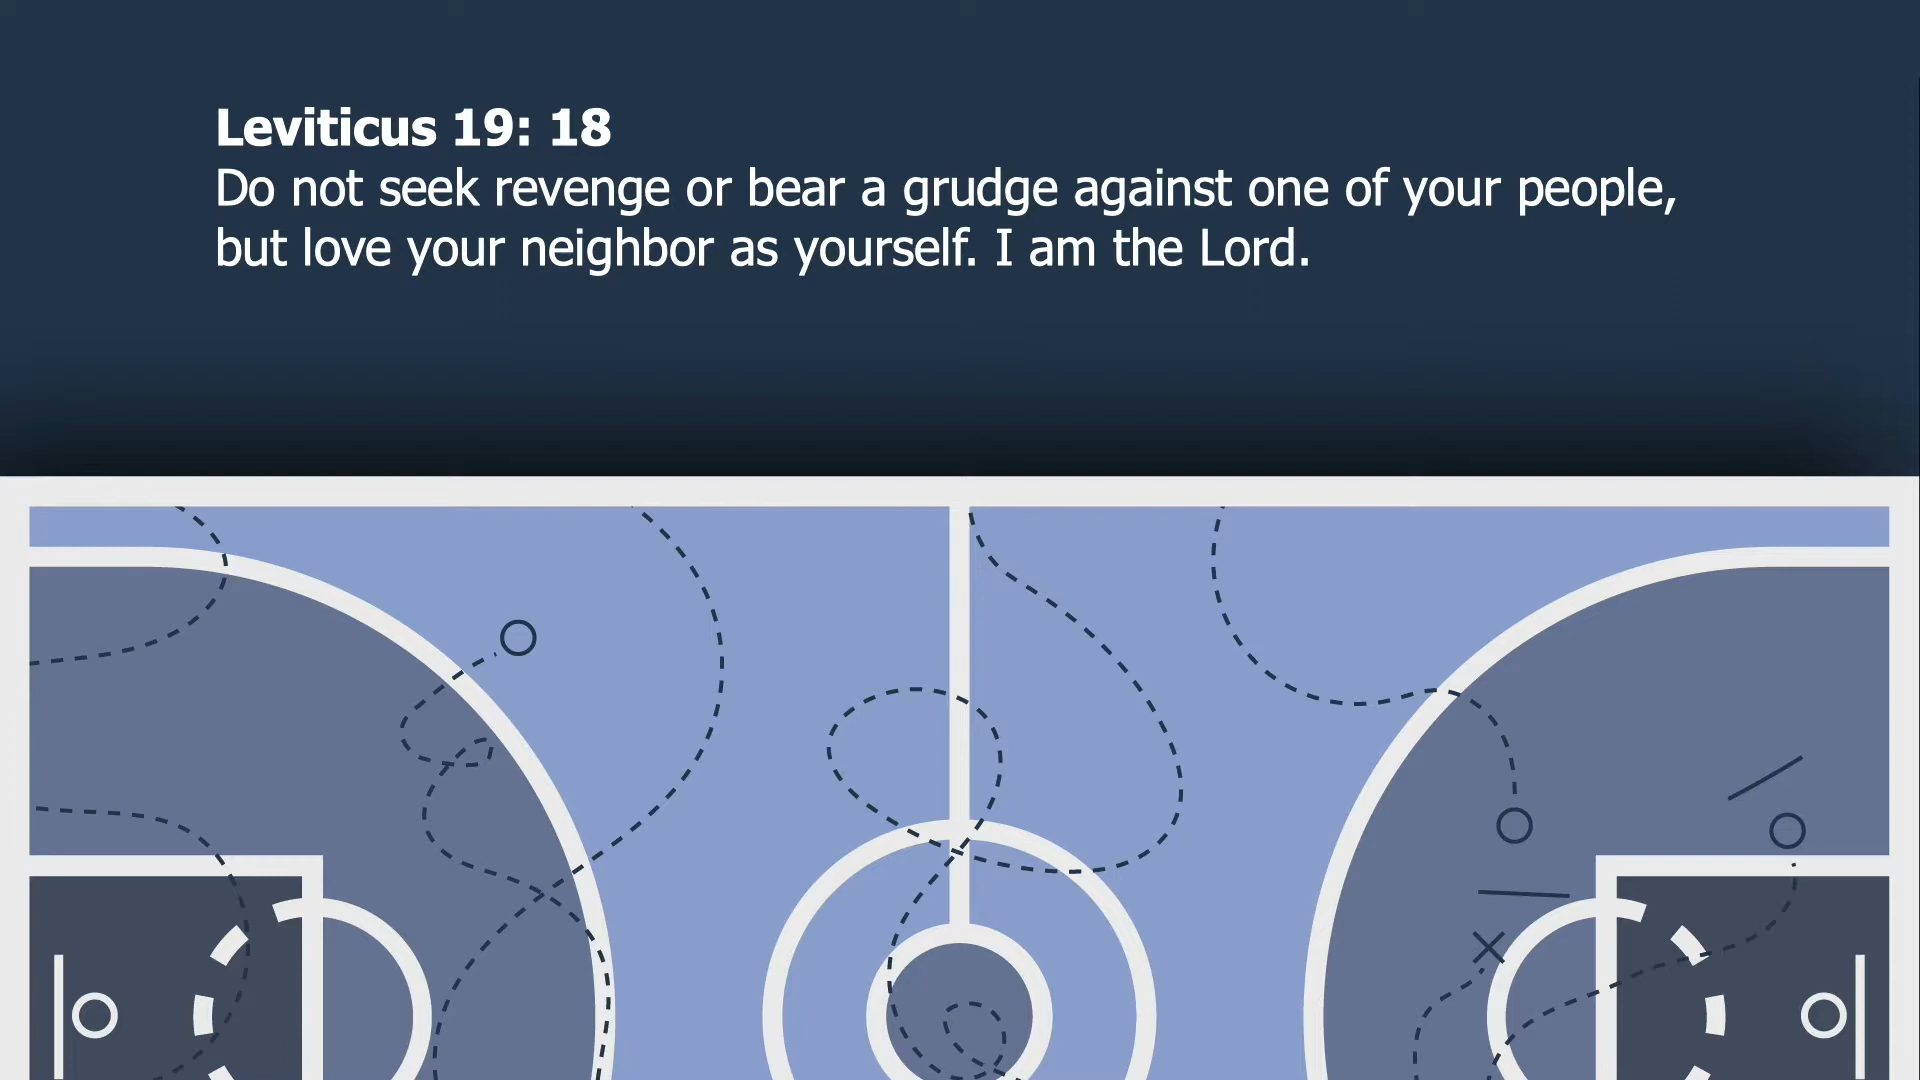 Leviticus 19: 18
Do not seek revenge or bear a grudge against one of your people,
but love your neighbor as yourself. I am the Lord.